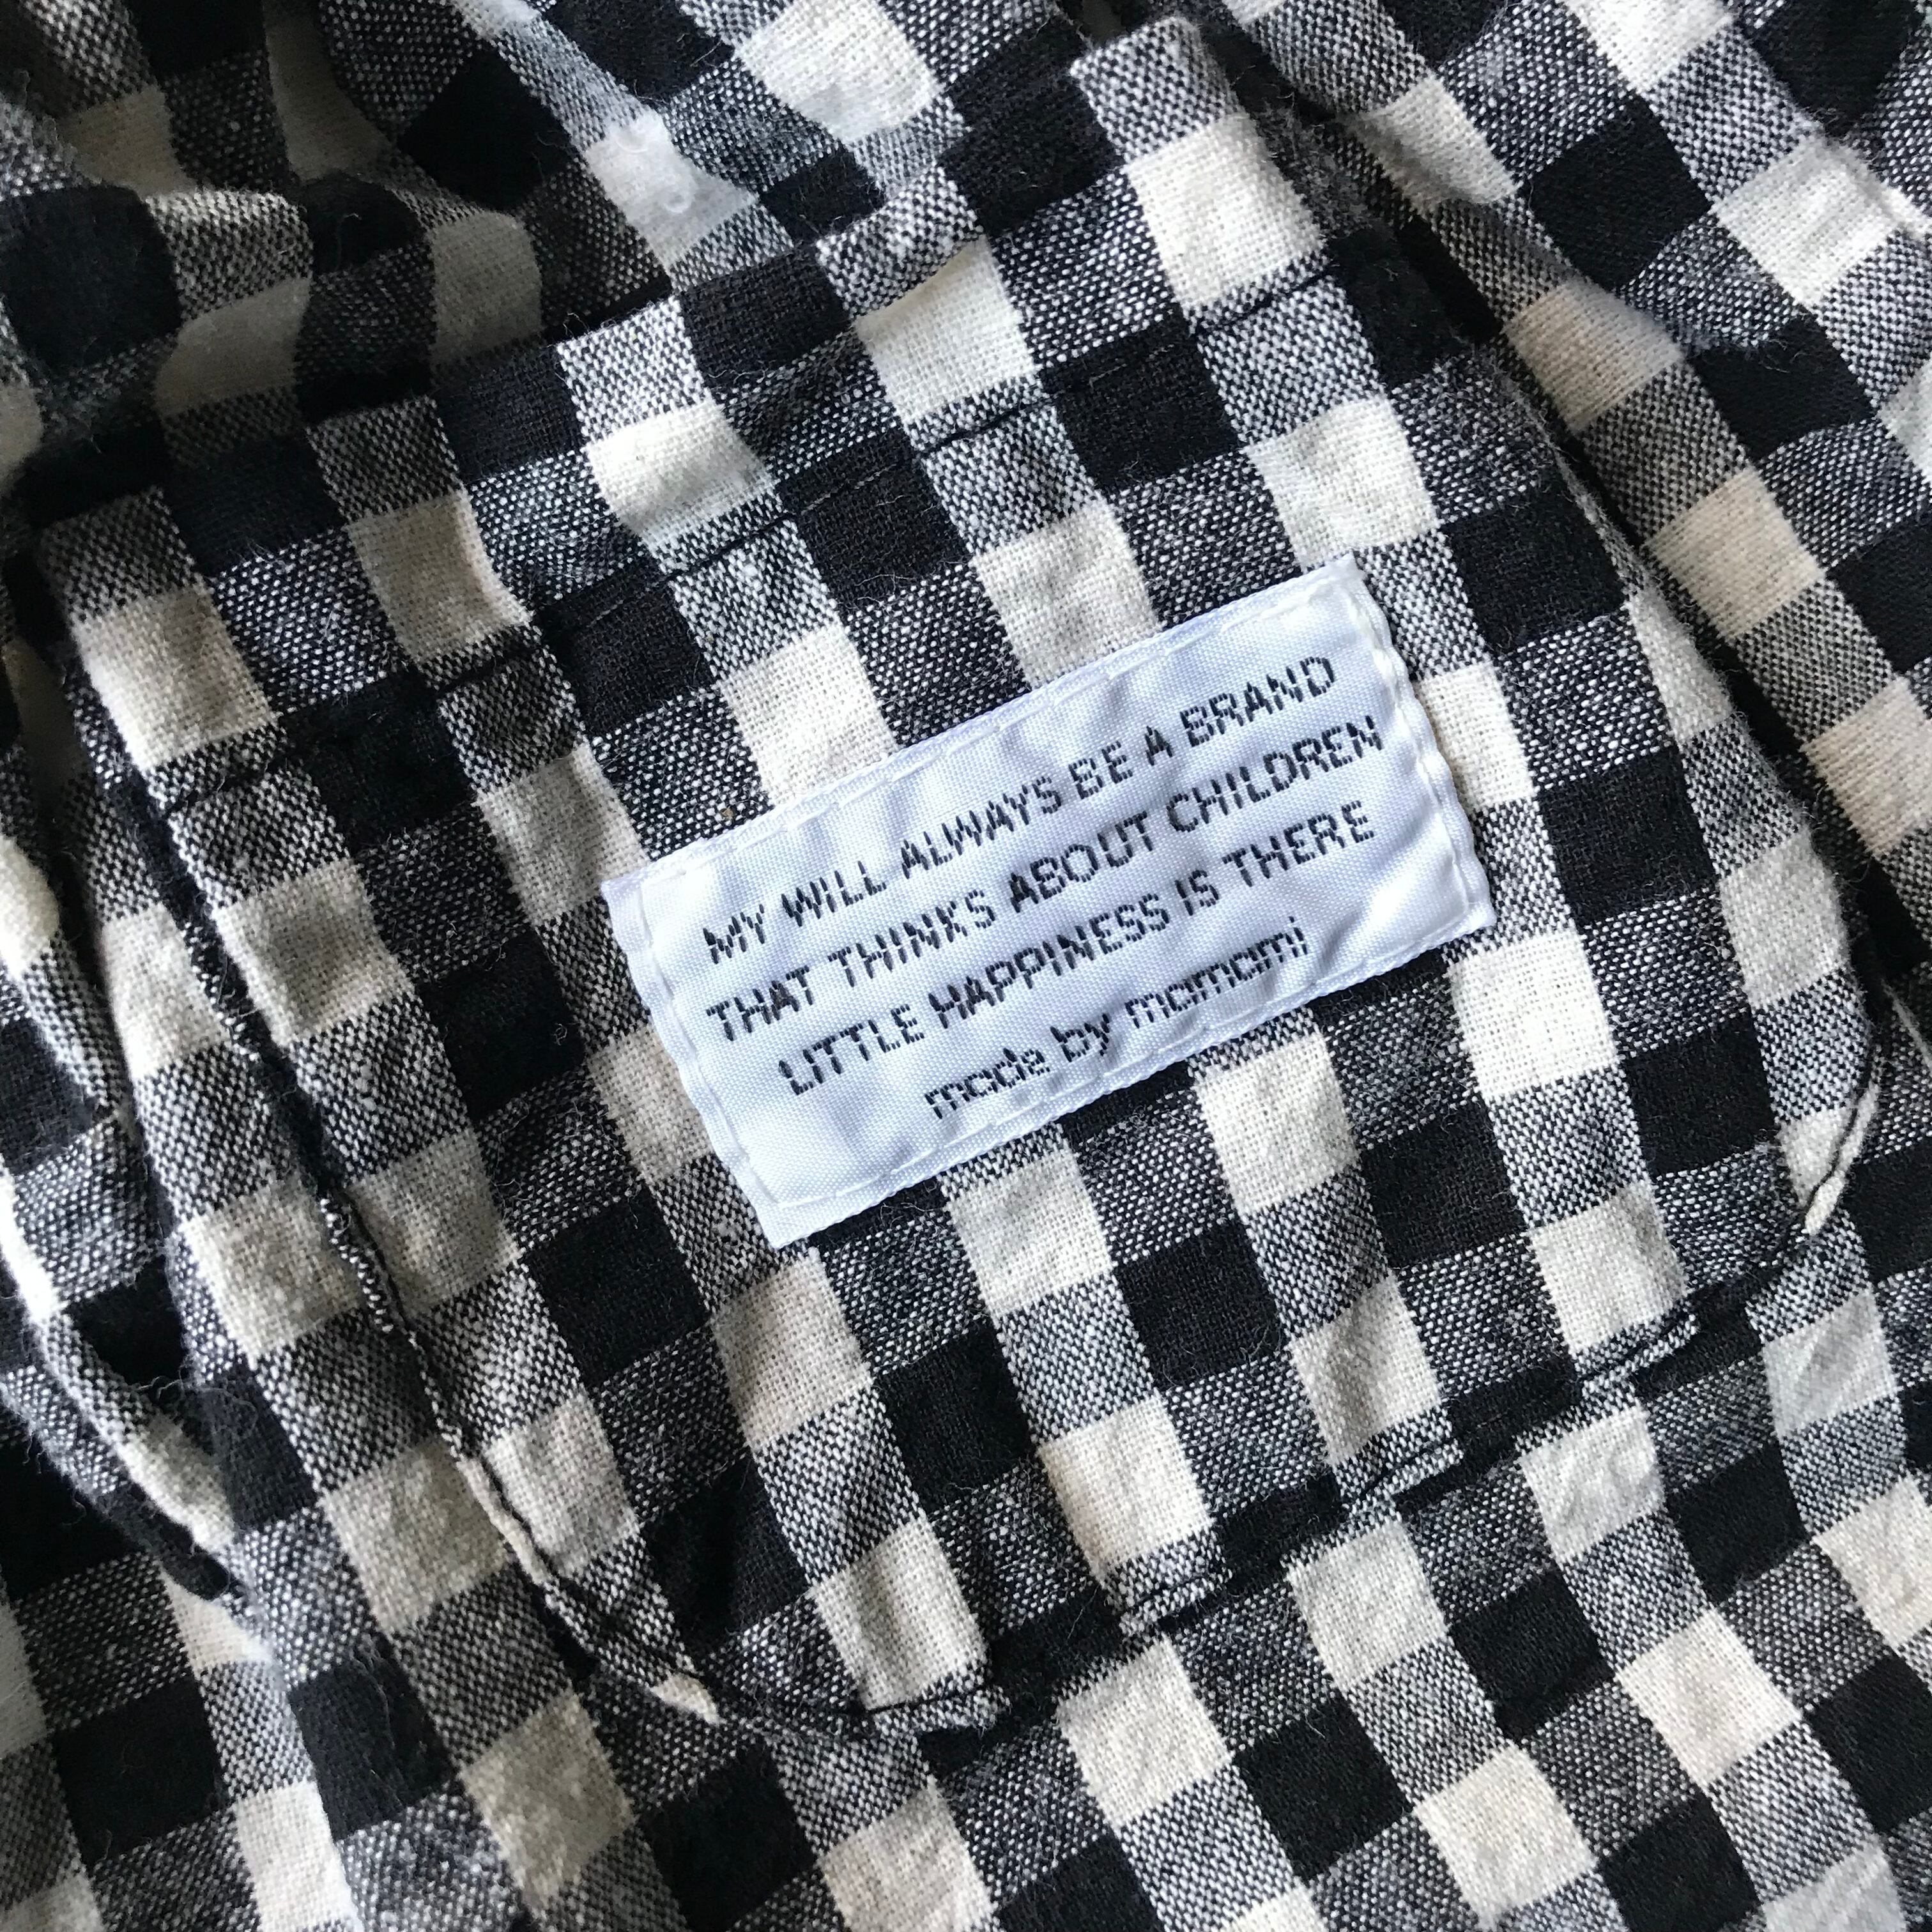 MY WILL ALWAYS BE A BRAND
THAT THINKS ABOUT CHILDREN
LITTLE HAPPINESS IS THERE
made by mamami